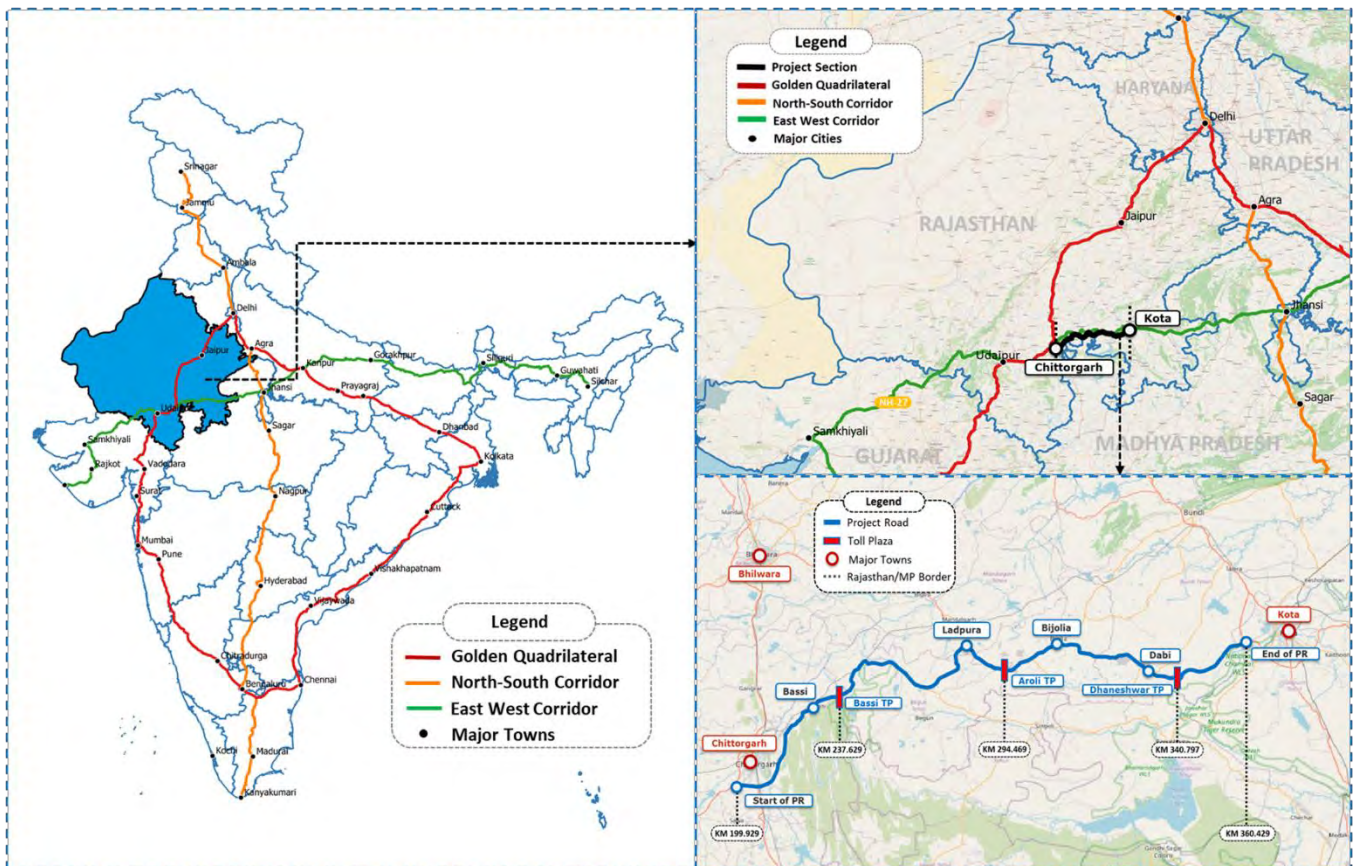 Srinagar
Jammu
Ambala
Delhi
Jaipur
Agra
Kanpur
Gorakhpur
Siliguri
Guwahati
Silchar
Prayagraj
Jhansi
Udaipur
Samkhiyali
Sagar
Dhanbad
Rajkot
Vadodara
Kolkata
Surat
Nagpur
Cuttack
Mumbai
Pune
Vishakhapatnam
Hyderabad
Vijaywada
Chitradurga
Bengaluru
Chennai
Kochi
Madurai
Kanyakumari
Legend
Golden Quadrilateral
North-South Corridor
East West Corridor
Major Towns
Legend
Project Section
Golden Quadrilateral
North-South Corridor
East West Corridor
Major Cities
HARYANA
Delhi
UTTAR
PRADESH
RAJASTHAN
Jaipur
Agra
Kota
Jhansi
Udaipur
Chittorgarh
NH-27
Sagar
Samkhiyali
GUJARAT
MADHYA PRADESH
Legend
Project Road
Toll Plaza
Major Towns
Rajasthan/MP Border
Bundi
Bhilwara
Kota
Ladpura
Bijolia
End of PR
Dabi
Aroli TP
Dhaneshwar TP
Bassi
Bassi TP
Chittorgarh
KM 237.629
KM 294.469
KM 340.797
Start of PR
KM 199.929
KM 360.429